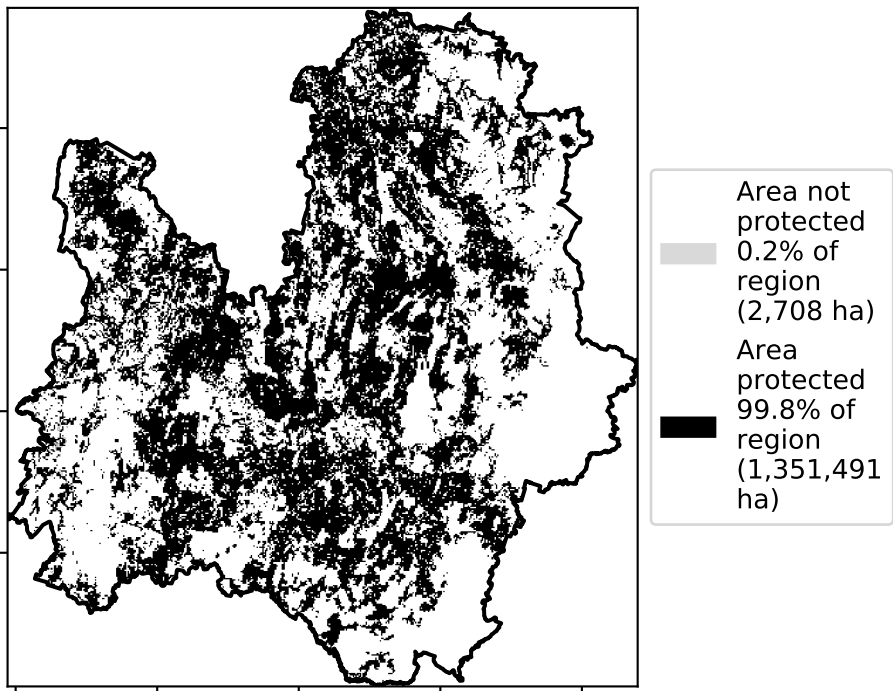 Area not
protected
0.2% of
region
(2,708 ha)
Area
protected
99.8% of
region
(1,351,491
ha)